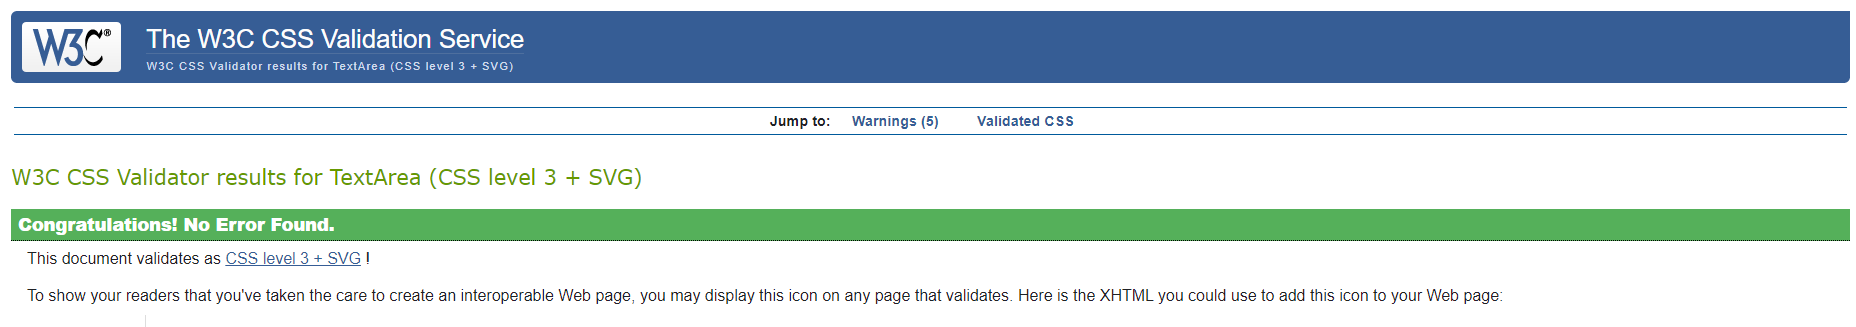 W3C®
The W3C CSS Validation Service
W3C CSS Validator results for TextArea (CSS level 3 + SVG)
Jump to: Warnings (5) Validated CSS
W3C CSS Validator results for TextArea (CSS level 3 + SVG)
Congratulations! No Error Found.
This document validates as CSS level 3 + SVG !
To show your readers that you've taken the care to create an interoperable Web page, you may display this icon on any page that validates. Here is the XHTML you could use to add this icon to your Web page: